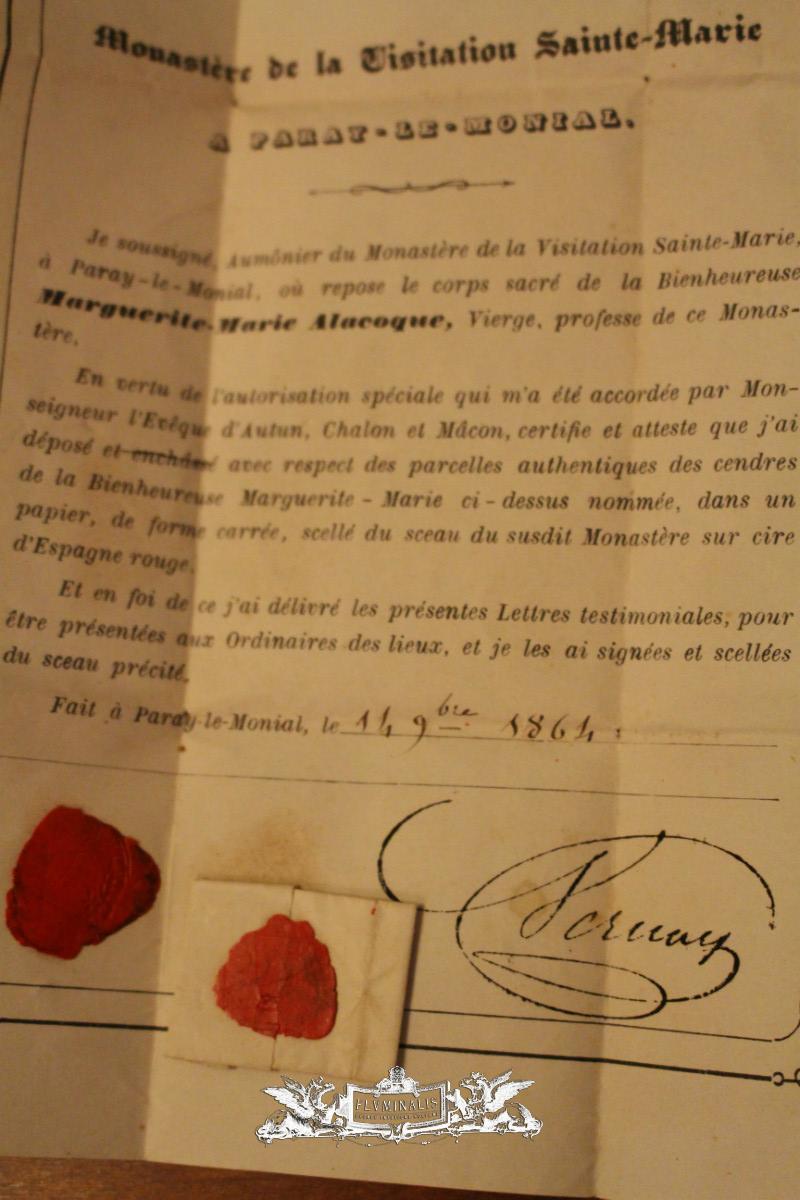 Monastère de la Visitation Sainte-Marie
A PARAY-LE-MONIAL.
Je soussigné, Aumônier du Monastère de la Visitation Sainte-Marie,
à Paray-le-Monial, où repose le corps sacré de la Bienheureuse
Marguerite-Marie Alacoque, Vierge, professe de ce Monas-
tère,
En vertu de l'autorisation spéciale qui m'a été accordée par Mon-
seigneur l'Evêque d'Autun, Chalon et Mâcon, certifie et atteste que j'ai
déposé et enchâssé avec respect des parcelles authentiques des cendres
de la Bienheureuse Marguerite-Marie ci-dessus nommée, dans un
papier, de forme carrée, scellé du sceau du susdit Monastère sur cire
d'Espagne rouge.
Et en foi de ce j'ai délivré les présentes Lettres testimoniales, pour
être présentées aux Ordinaires des lieux, et je les ai signées et scellées
du sceau précité.
Fait à Paray-le-Monial, le 14 9bre 1864.
FLVMINALIS